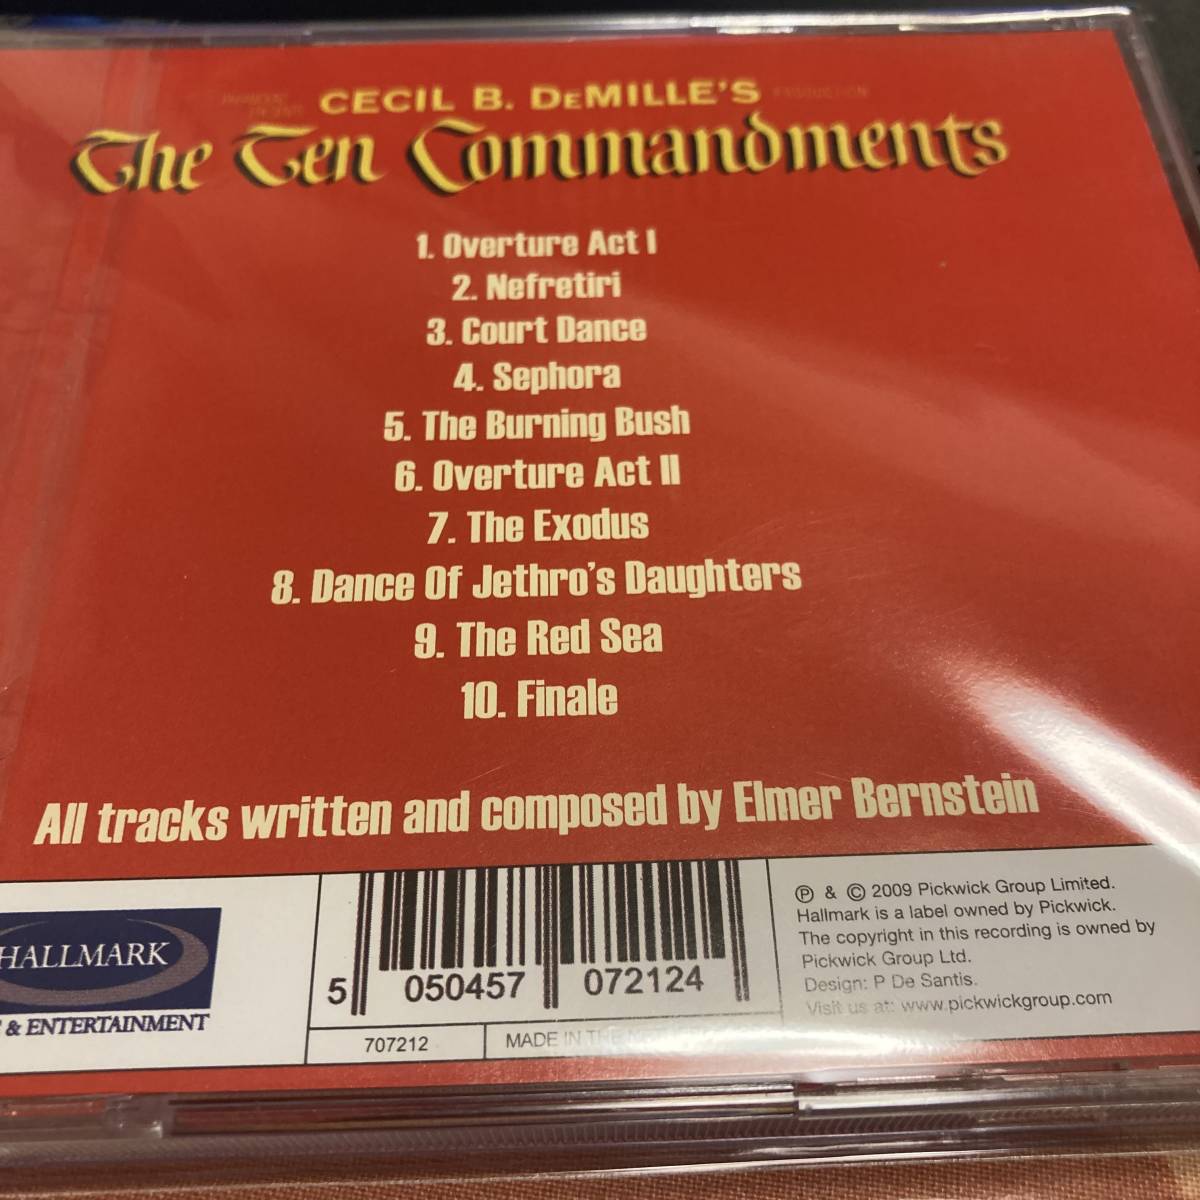 CECIL B. DEMILLE'S PRODUCTION
The Ten Commandments
1. Overture Act I
2. Nefretiri
3. Court Dance
4. Sephora
5. The Burning Bush
6. Overture Act II
7. The Exodus
8. Dance Of Jethro's Daughters
9. The Red Sea
10. Finale
All tracks written and composed by Elmer Bernstein
HALLMARK
& ENTERTAINMENT
5 050457 072124
707212
MADE IN THE
℗ & © 2009 Pickwick Group Limited.
Hallmark is a label owned by Pickwick.
The copyright in this recording is owned by
Pickwick Group Ltd.
Design: P De Santis.
Visit us at: www.pickwickgroup.com